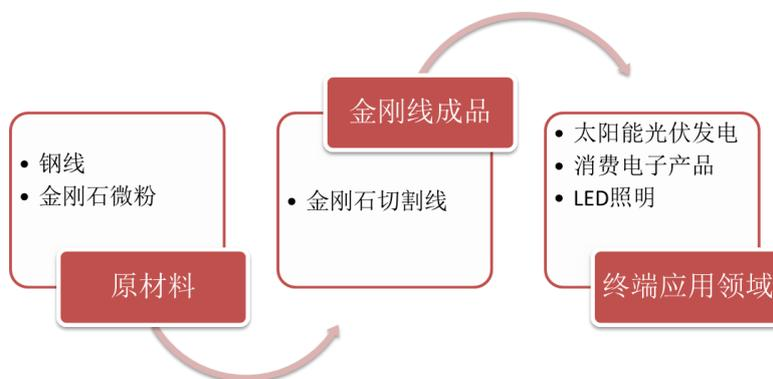 钢线
金刚石微粉
原材料
金刚线成品
金刚石切割线
太阳能光伏发电
消费电子产品
LED照明
终端应用领域